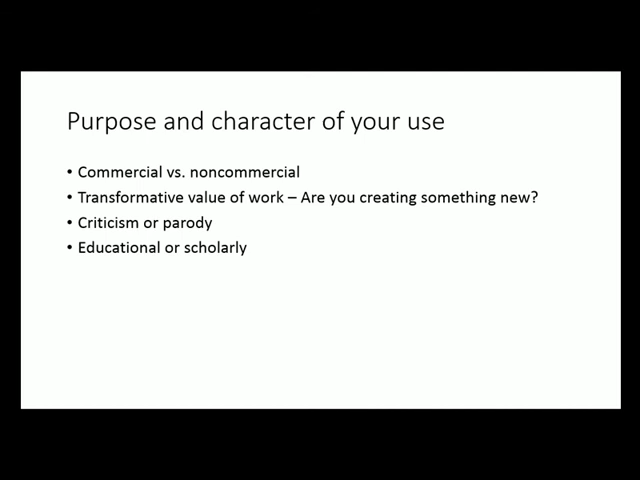 Purpose and character of your use
• Commercial vs. noncommercial
• Transformative value of work – Are you creating something new?
• Criticism or parody
• Educational or scholarly